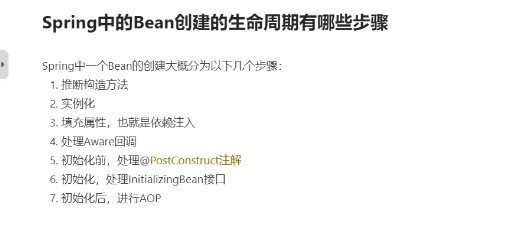 Spring中的Bean创建的生命周期有哪些步骤
Spring中一个Bean的创建大概分为以下几个步骤：
1. 推断构造方法
2. 实例化
3. 填充属性，也就是依赖注入
4. 处理Aware回调
5. 初始化前，处理@PostConstruct注解
6. 初始化，处理InitializingBean接口
7. 初始化后，进行AOP